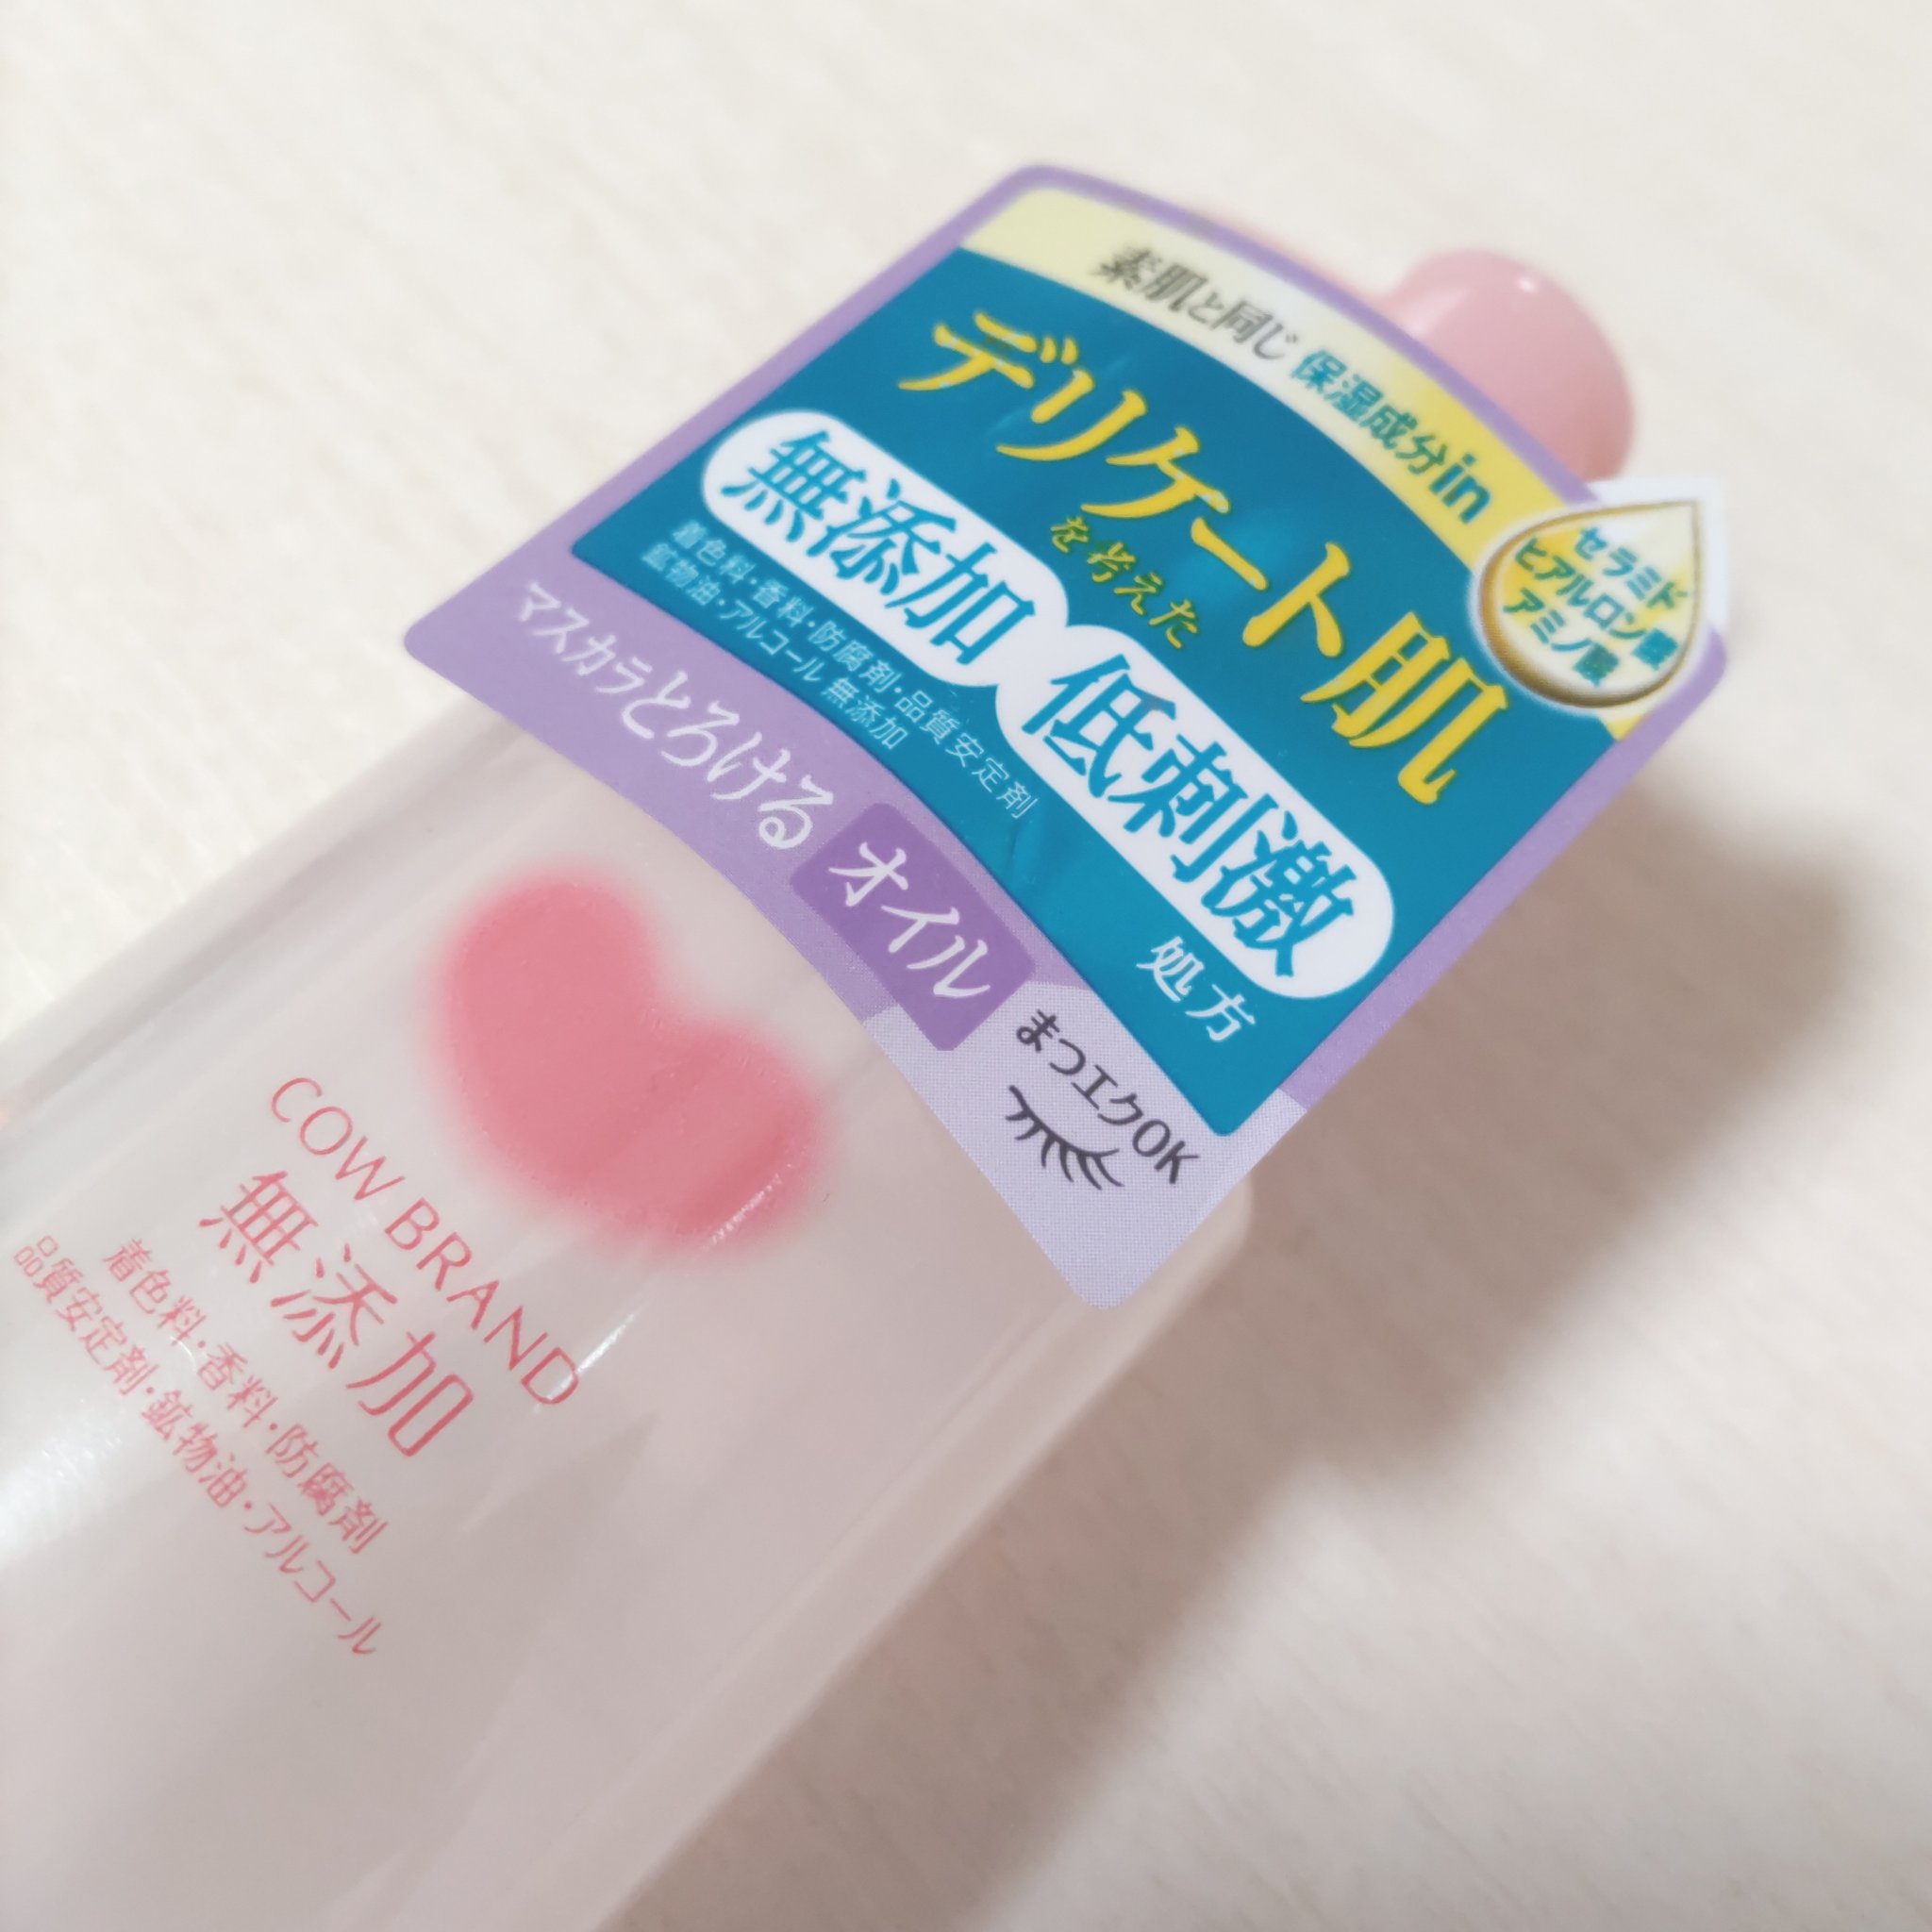 素肌と同じ 保湿成分in
セラミド
ヒアルロン酸
アミノ酸
デリケート肌
を考えた
無添加 低刺激 処方
着色料・香料・防腐剤・品質安定剤
鉱物油・アルコール 無添加
マスカラとろける オイル
まつエクOK
COW BRAND
無添加
着色料・香料・防腐剤
品質安定剤・鉱物油・アルコール